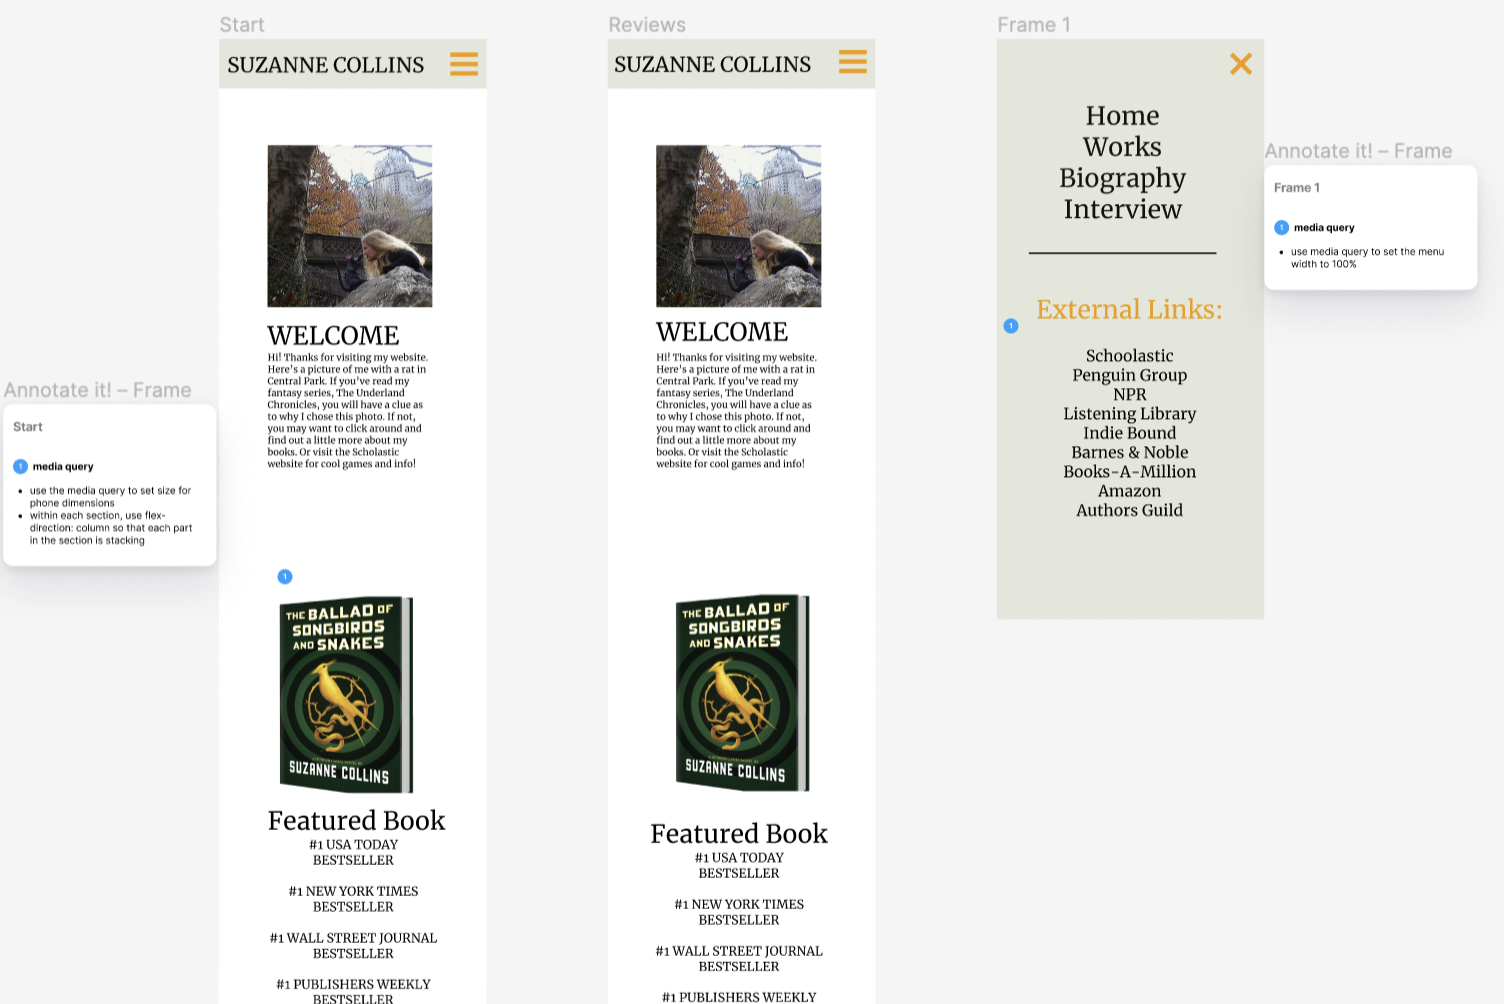 Start
SUZANNE COLLINS
WELCOME
Hi! Thanks for visiting my website.
Here's a picture of me with a rat in
Central Park. If you've read my
fantasy series, The Underland
Chronicles, you will have a clue as
to why I chose this photo. If not,
you may want to click around and
find out a little more about my
books. Or visit the Scholastic
website for cool games and info!
1
THE BALLAD OF
SONGBIRDS
AND SNAKES
SUZANNE COLLINS
Featured Book
#1 USA TODAY
BESTSELLER
#1 NEW YORK TIMES
BESTSELLER
#1 WALL STREET JOURNAL
BESTSELLER
#1 PUBLISHERS WEEKLY
BESTSELLER
Annotate it! – Frame
Start
1 media query
• use the media query to set size for
phone dimensions
• within each section, use flex-
direction: column so that each part
in the section is stacking
Reviews
SUZANNE COLLINS
WELCOME
Hi! Thanks for visiting my website.
Here's a picture of me with a rat in
Central Park. If you've read my
fantasy series, The Underland
Chronicles, you will have a clue as
to why I chose this photo. If not,
you may want to click around and
find out a little more about my
books. Or visit the Scholastic
website for cool games and info!
THE BALLAD OF
SONGBIRDS
AND SNAKES
SUZANNE COLLINS
Featured Book
#1 USA TODAY
BESTSELLER
#1 NEW YORK TIMES
BESTSELLER
#1 WALL STREET JOURNAL
BESTSELLER
#1 PUBLISHERS WEEKLY
Frame 1
Home
Works
Biography
Interview
External Links:
1
Schoolastic
Penguin Group
NPR
Listening Library
Indie Bound
Barnes & Noble
Books-A-Million
Amazon
Authors Guild
Annotate it! – Frame
Frame 1
1 media query
• use media query to set the menu
width to 100%